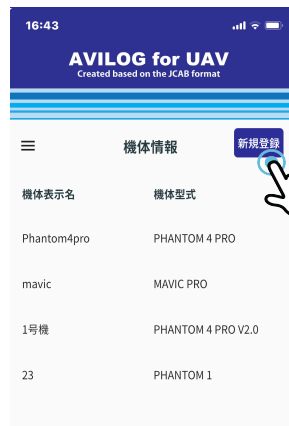 16:43
AVILOG for UAV
Created based on the JCAB format
機体情報
新規登録
機体表示名 機体型式
Phantom4pro PHANTOM 4 PRO
mavic MAVIC PRO
1号機 PHANTOM 4 PRO V2.0
23 PHANTOM 1